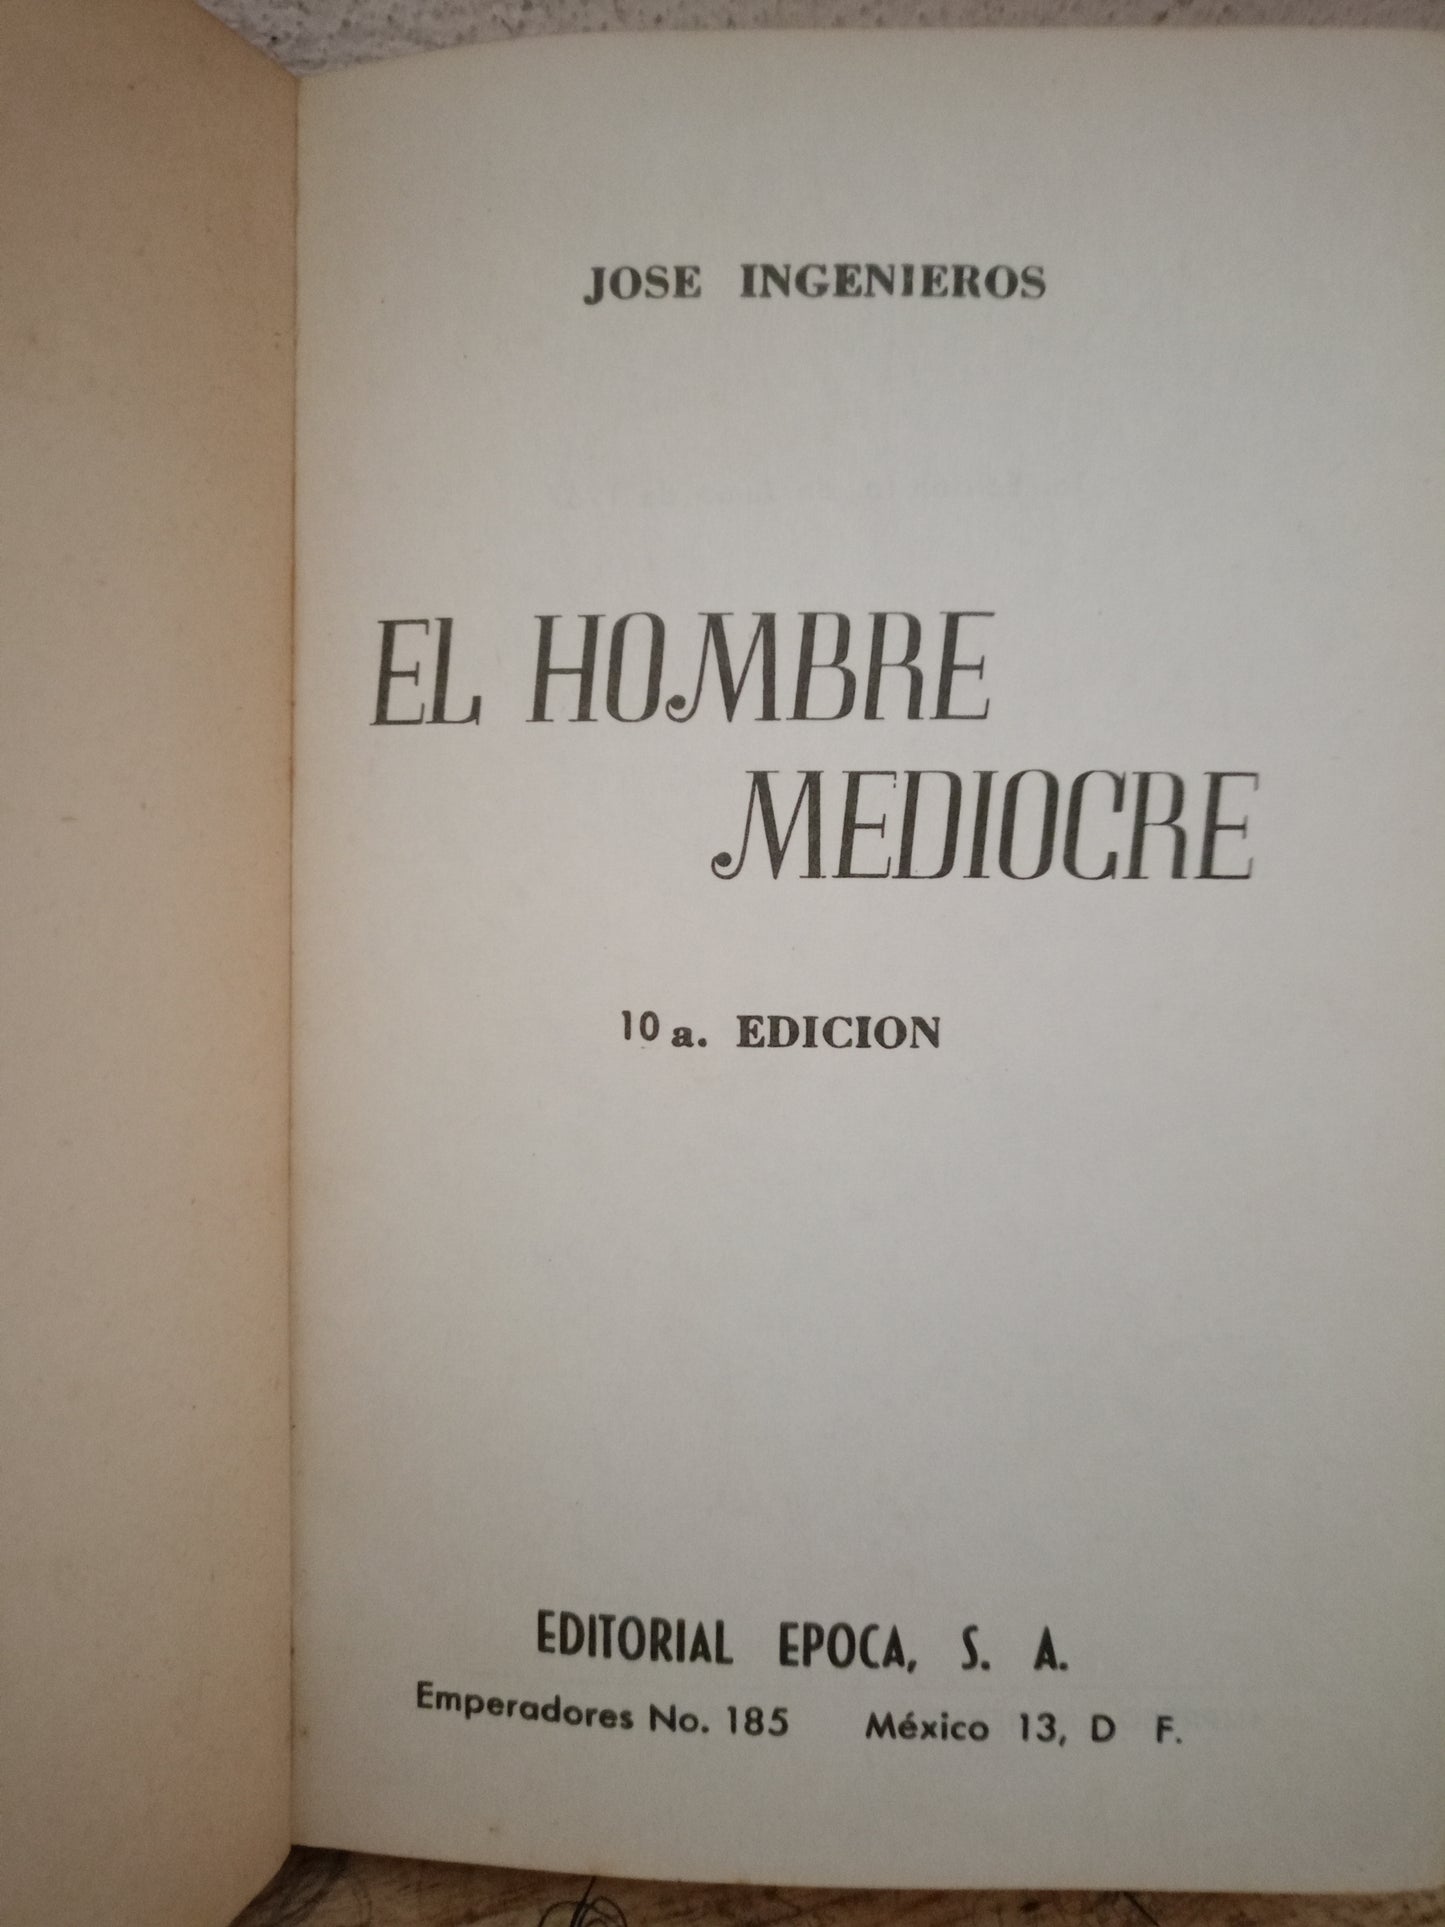 JOSE INGENIEROS
EL HOMBRE
MEDIOCRE
10 a. EDICION
EDITORIAL EPOCA, S. A.
Emperadores No. 185 México 13, D F.